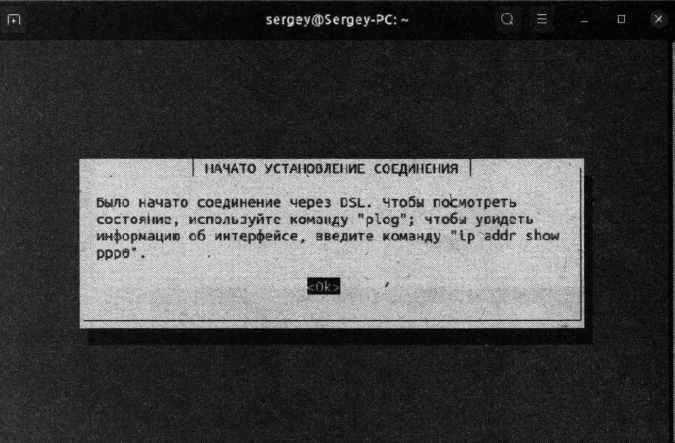 sergey@Sergey-PC: ~
НАЧАТО УСТАНОВЛЕНИЕ СОЕДИНЕНИЯ
Было начато соединение через DSL. Чтобы посмотреть
состояние, используйте команду "plog"; чтобы увидеть
информацию об интерфейсе, введите команду "ip addr show
ppp0".
<Ok>